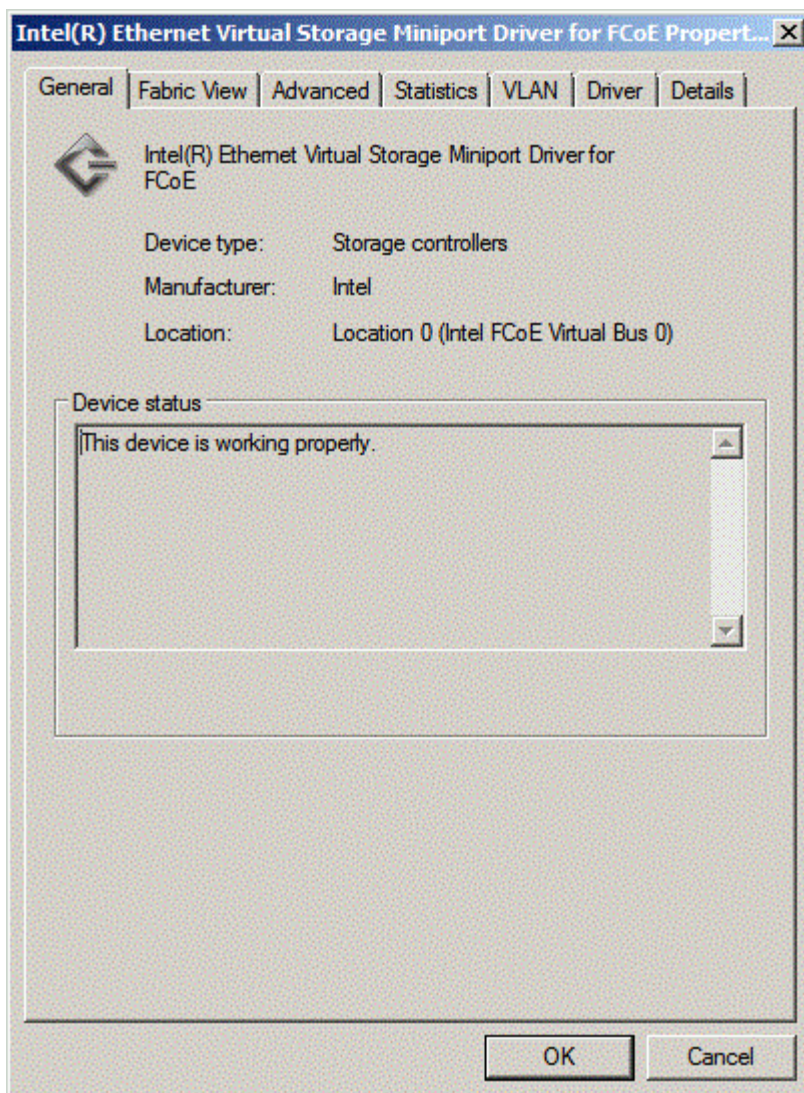 Intel(R) Ethernet Virtual Storage Miniport Driver for FCoE Propert...
General Fabric View Advanced Statistics VLAN Driver Details
Intel(R) Ethernet Virtual Storage Miniport Driver for
FCoE
Device type: Storage controllers
Manufacturer: Intel
Location: Location 0 (Intel FCoE Virtual Bus 0)
Device status
This device is working properly.
OK Cancel